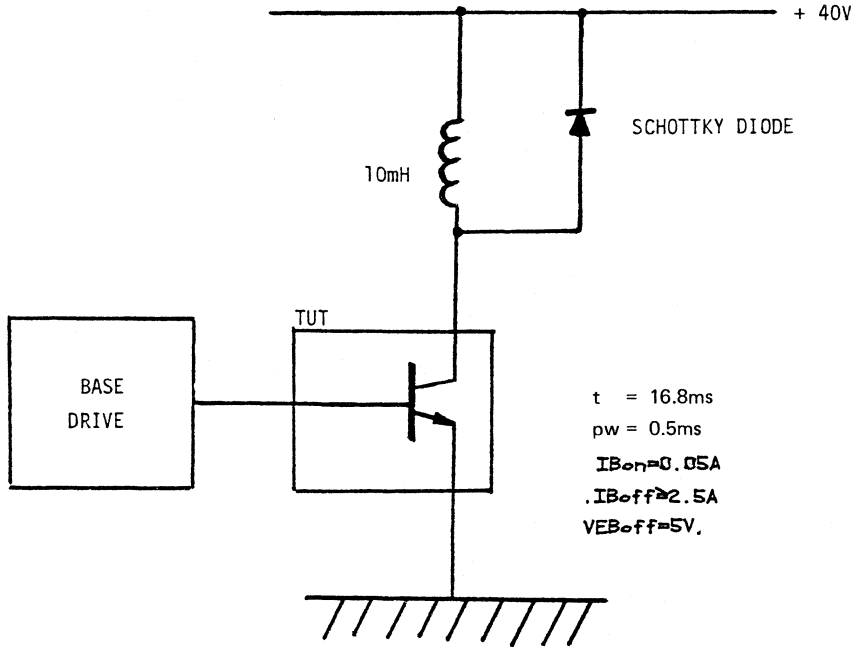 + 40V
SCHOTTKY DIODE
10mH
TUT
BASE
DRIVE
t = 16.8ms
pw = 0.5ms
IBon=0.05A
.IBoff≥2.5A
VEBoff=5V.